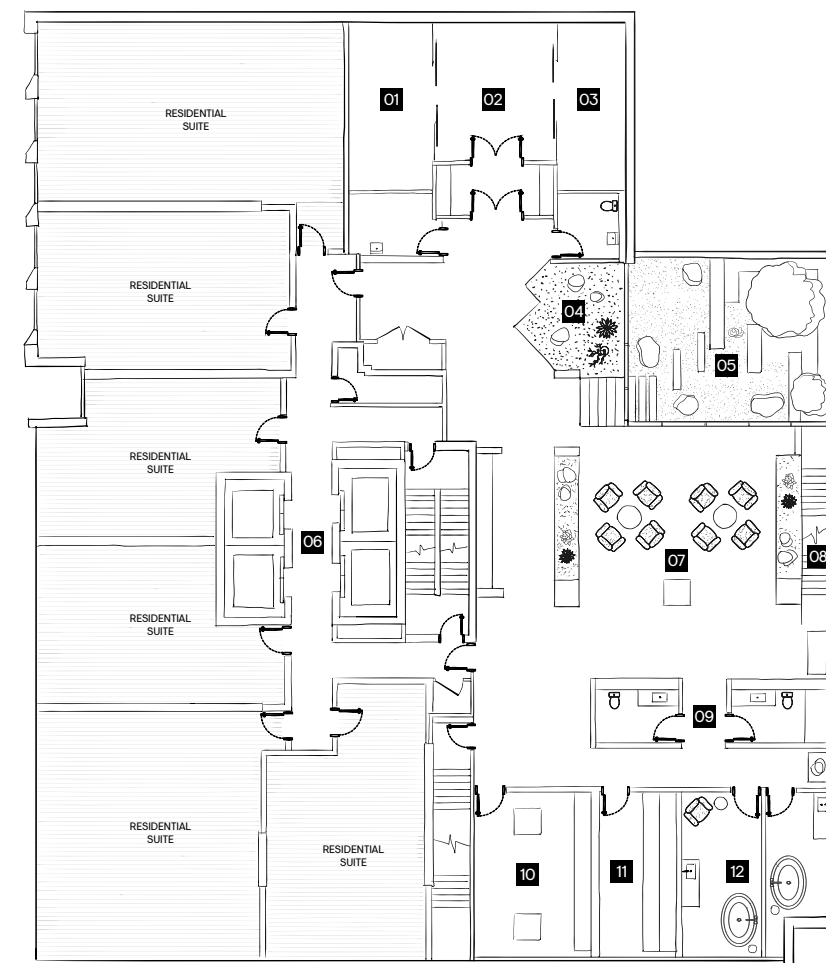 01
02
03
RESIDENTIAL
SUITE
RESIDENTIAL
SUITE
04
05
RESIDENTIAL
SUITE
06
07
08
RESIDENTIAL
SUITE
09
RESIDENTIAL
SUITE
RESIDENTIAL
SUITE
10
11
12